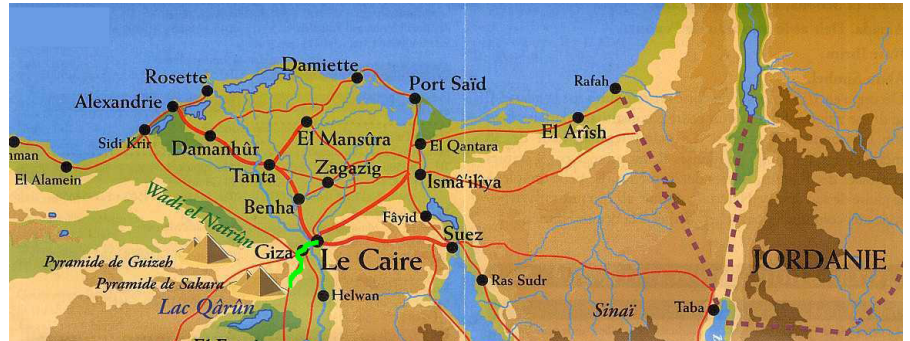 Damiette
Rosette
Port Saïd
Rafah
Alexandrie
Sidi Krir
Damanhûr
El Mansûra
El Qantara
El Arîsh
El Alamein
Tanta
Zagazig
Ismâ'ilîya
Wadi el Natrûn
Benha
Fâyid
Suez
Giza
Le Caire
JORDANIE
Pyramide de Guizeh
Pyramide de Sakara
Ras Sudr
Lac Qârûn
Helwan
Sinaï
Taba